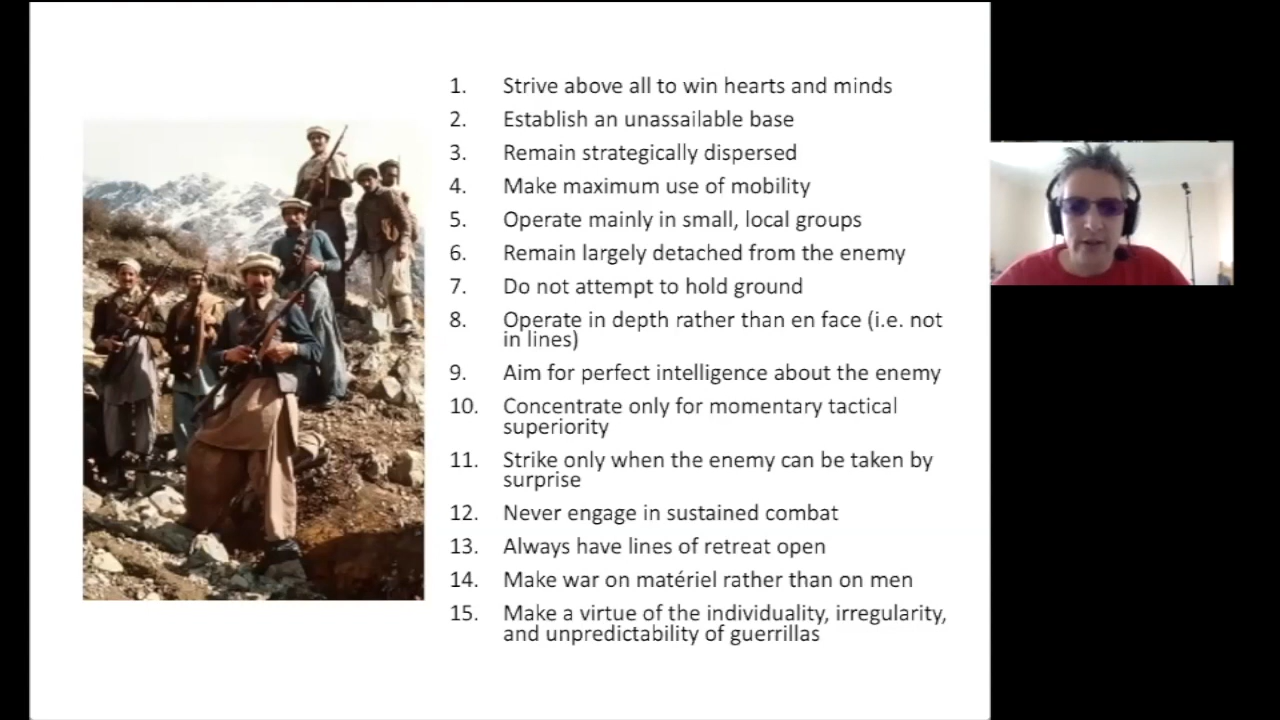 1. Strive above all to win hearts and minds
2. Establish an unassailable base
3. Remain strategically dispersed
4. Make maximum use of mobility
5. Operate mainly in small, local groups
6. Remain largely detached from the enemy
7. Do not attempt to hold ground
8. Operate in depth rather than en face (i.e. not
in lines)
9. Aim for perfect intelligence about the enemy
10. Concentrate only for momentary tactical
superiority
11. Strike only when the enemy can be taken by
surprise
12. Never engage in sustained combat
13. Always have lines of retreat open
14. Make war on matériel rather than on men
15. Make a virtue of the individuality, irregularity,
and unpredictability of guerrillas